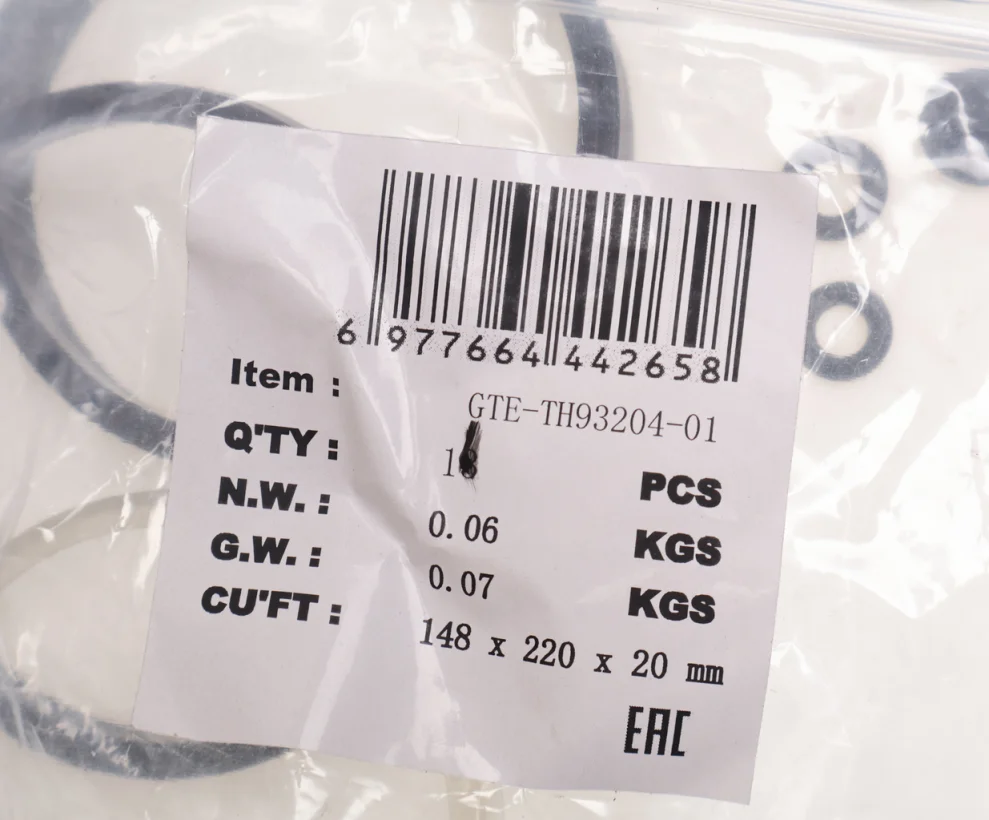 6 977664 442658
Item : GTE-TH93204-01
Q'TY : PCS
N.W. : 0.06 KGS
G.W. : 0.07 KGS
CU'FT : 148 x 220 x 20 mm
EAC